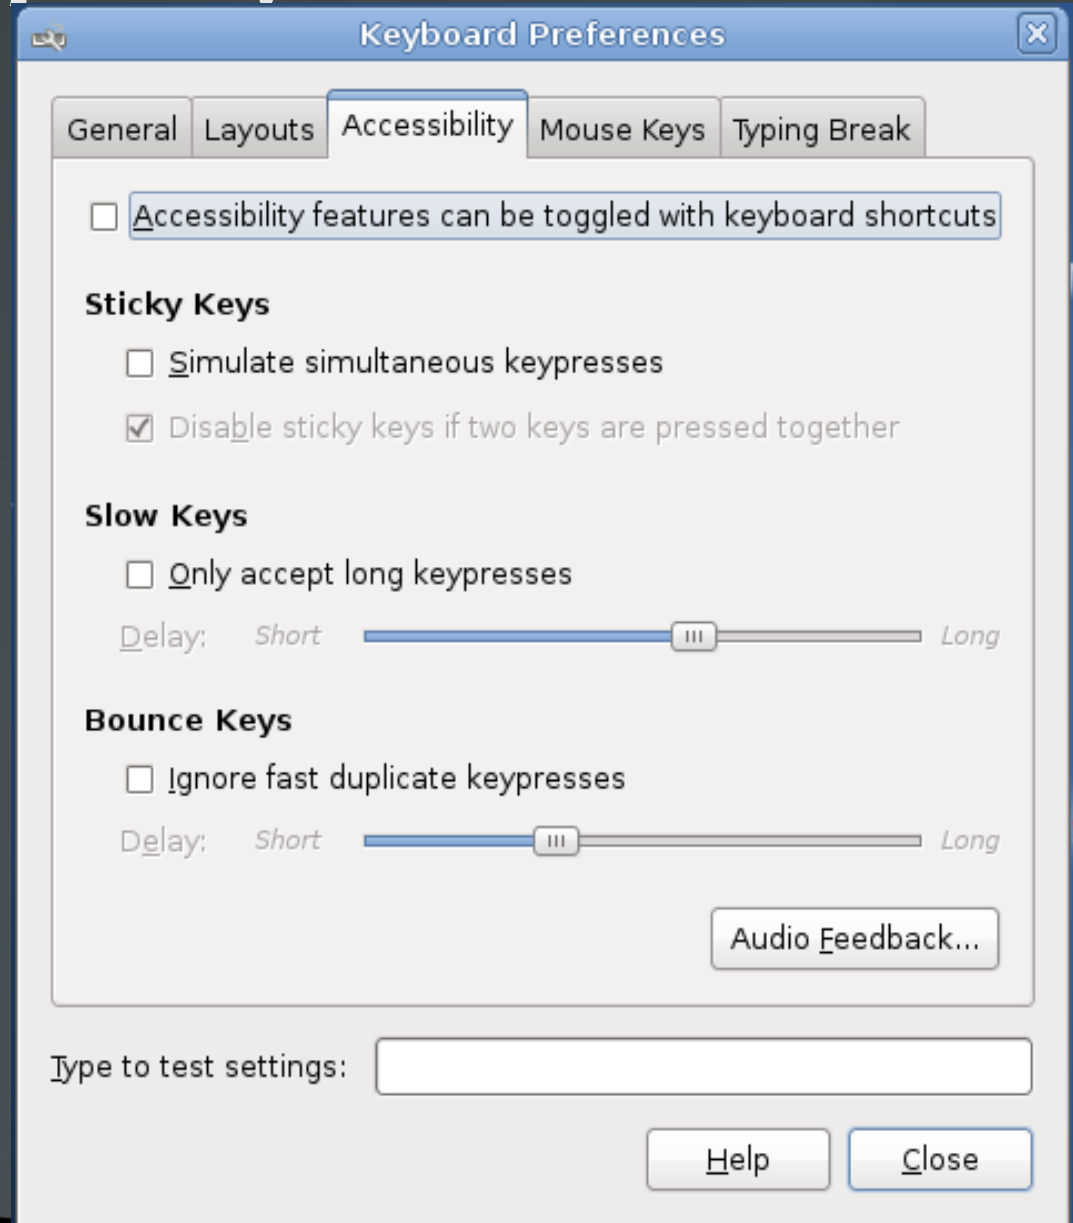 Keyboard Preferences
General Layouts Accessibility Mouse Keys Typing Break
Accessibility features can be toggled with keyboard shortcuts
Sticky Keys
Simulate simultaneous keypresses
Disable sticky keys if two keys are pressed together
Slow Keys
Only accept long keypresses
Delay: Short Long
Bounce Keys
Ignore fast duplicate keypresses
Delay: Short Long
Audio Feedback...
Type to test settings:
Help Close